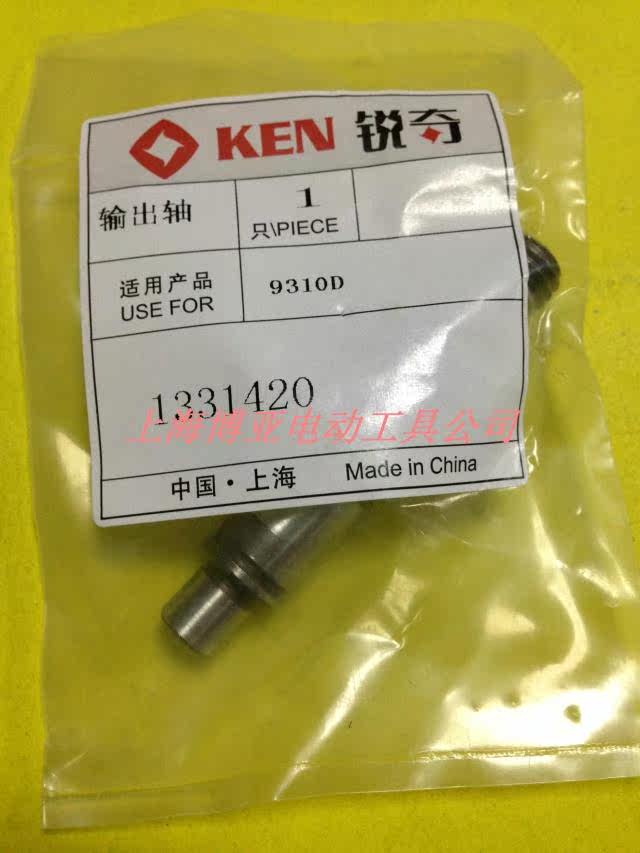 KEN 锐奇
输出轴
1
只\PIECE
适用产品
USE FOR
9310D
1331420
上海博亚电动工具公司
中国·上海 Made in China